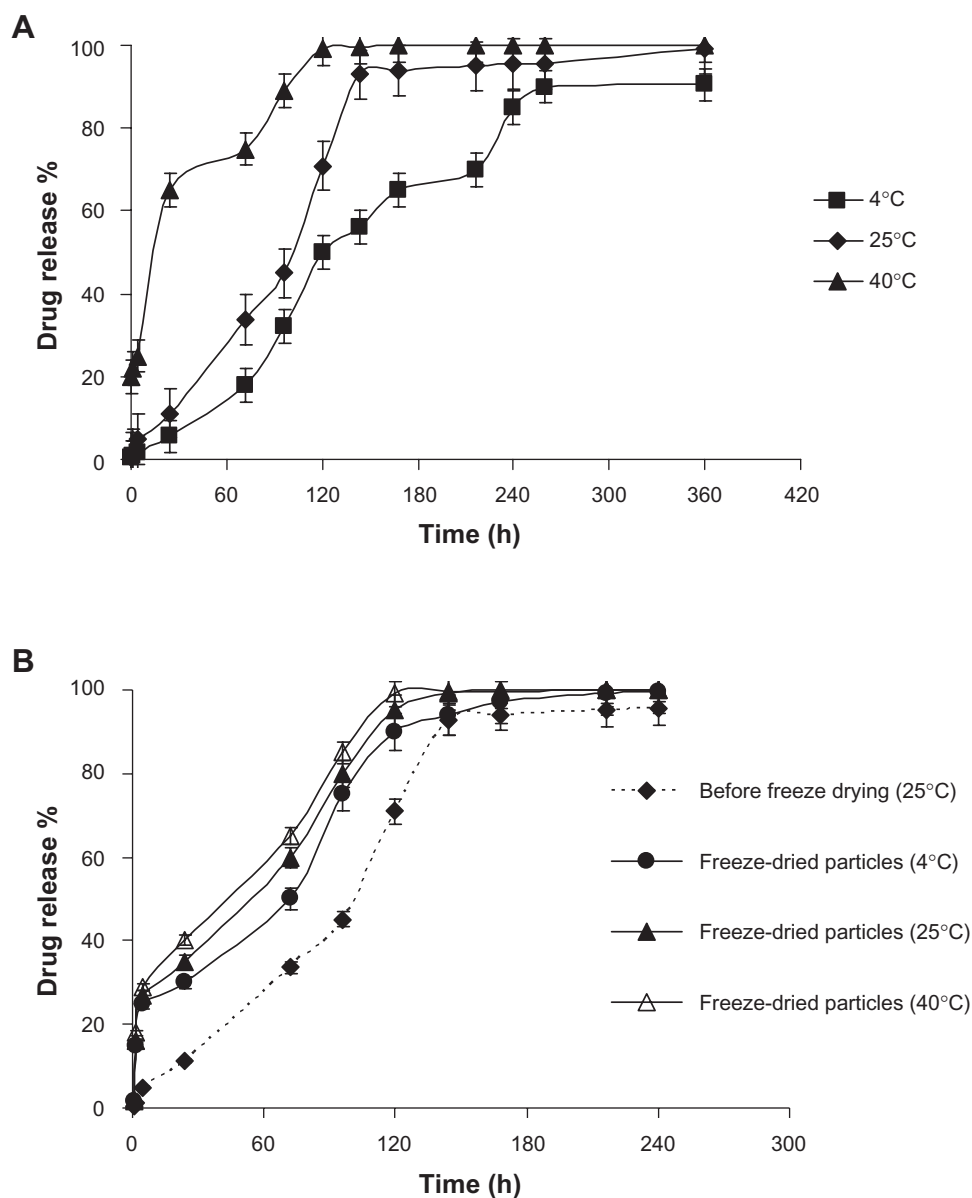 A
100
80
60
40
20
0
Drug release %
0 60 120 180 240 300 360 420
Time (h)
4°C
25°C
40°C
B
100
80
60
40
20
0
Drug release %
0 60 120 180 240 300
Time (h)
Before freeze drying (25°C)
Freeze-dried particles (4°C)
Freeze-dried particles (25°C)
Freeze-dried particles (40°C)